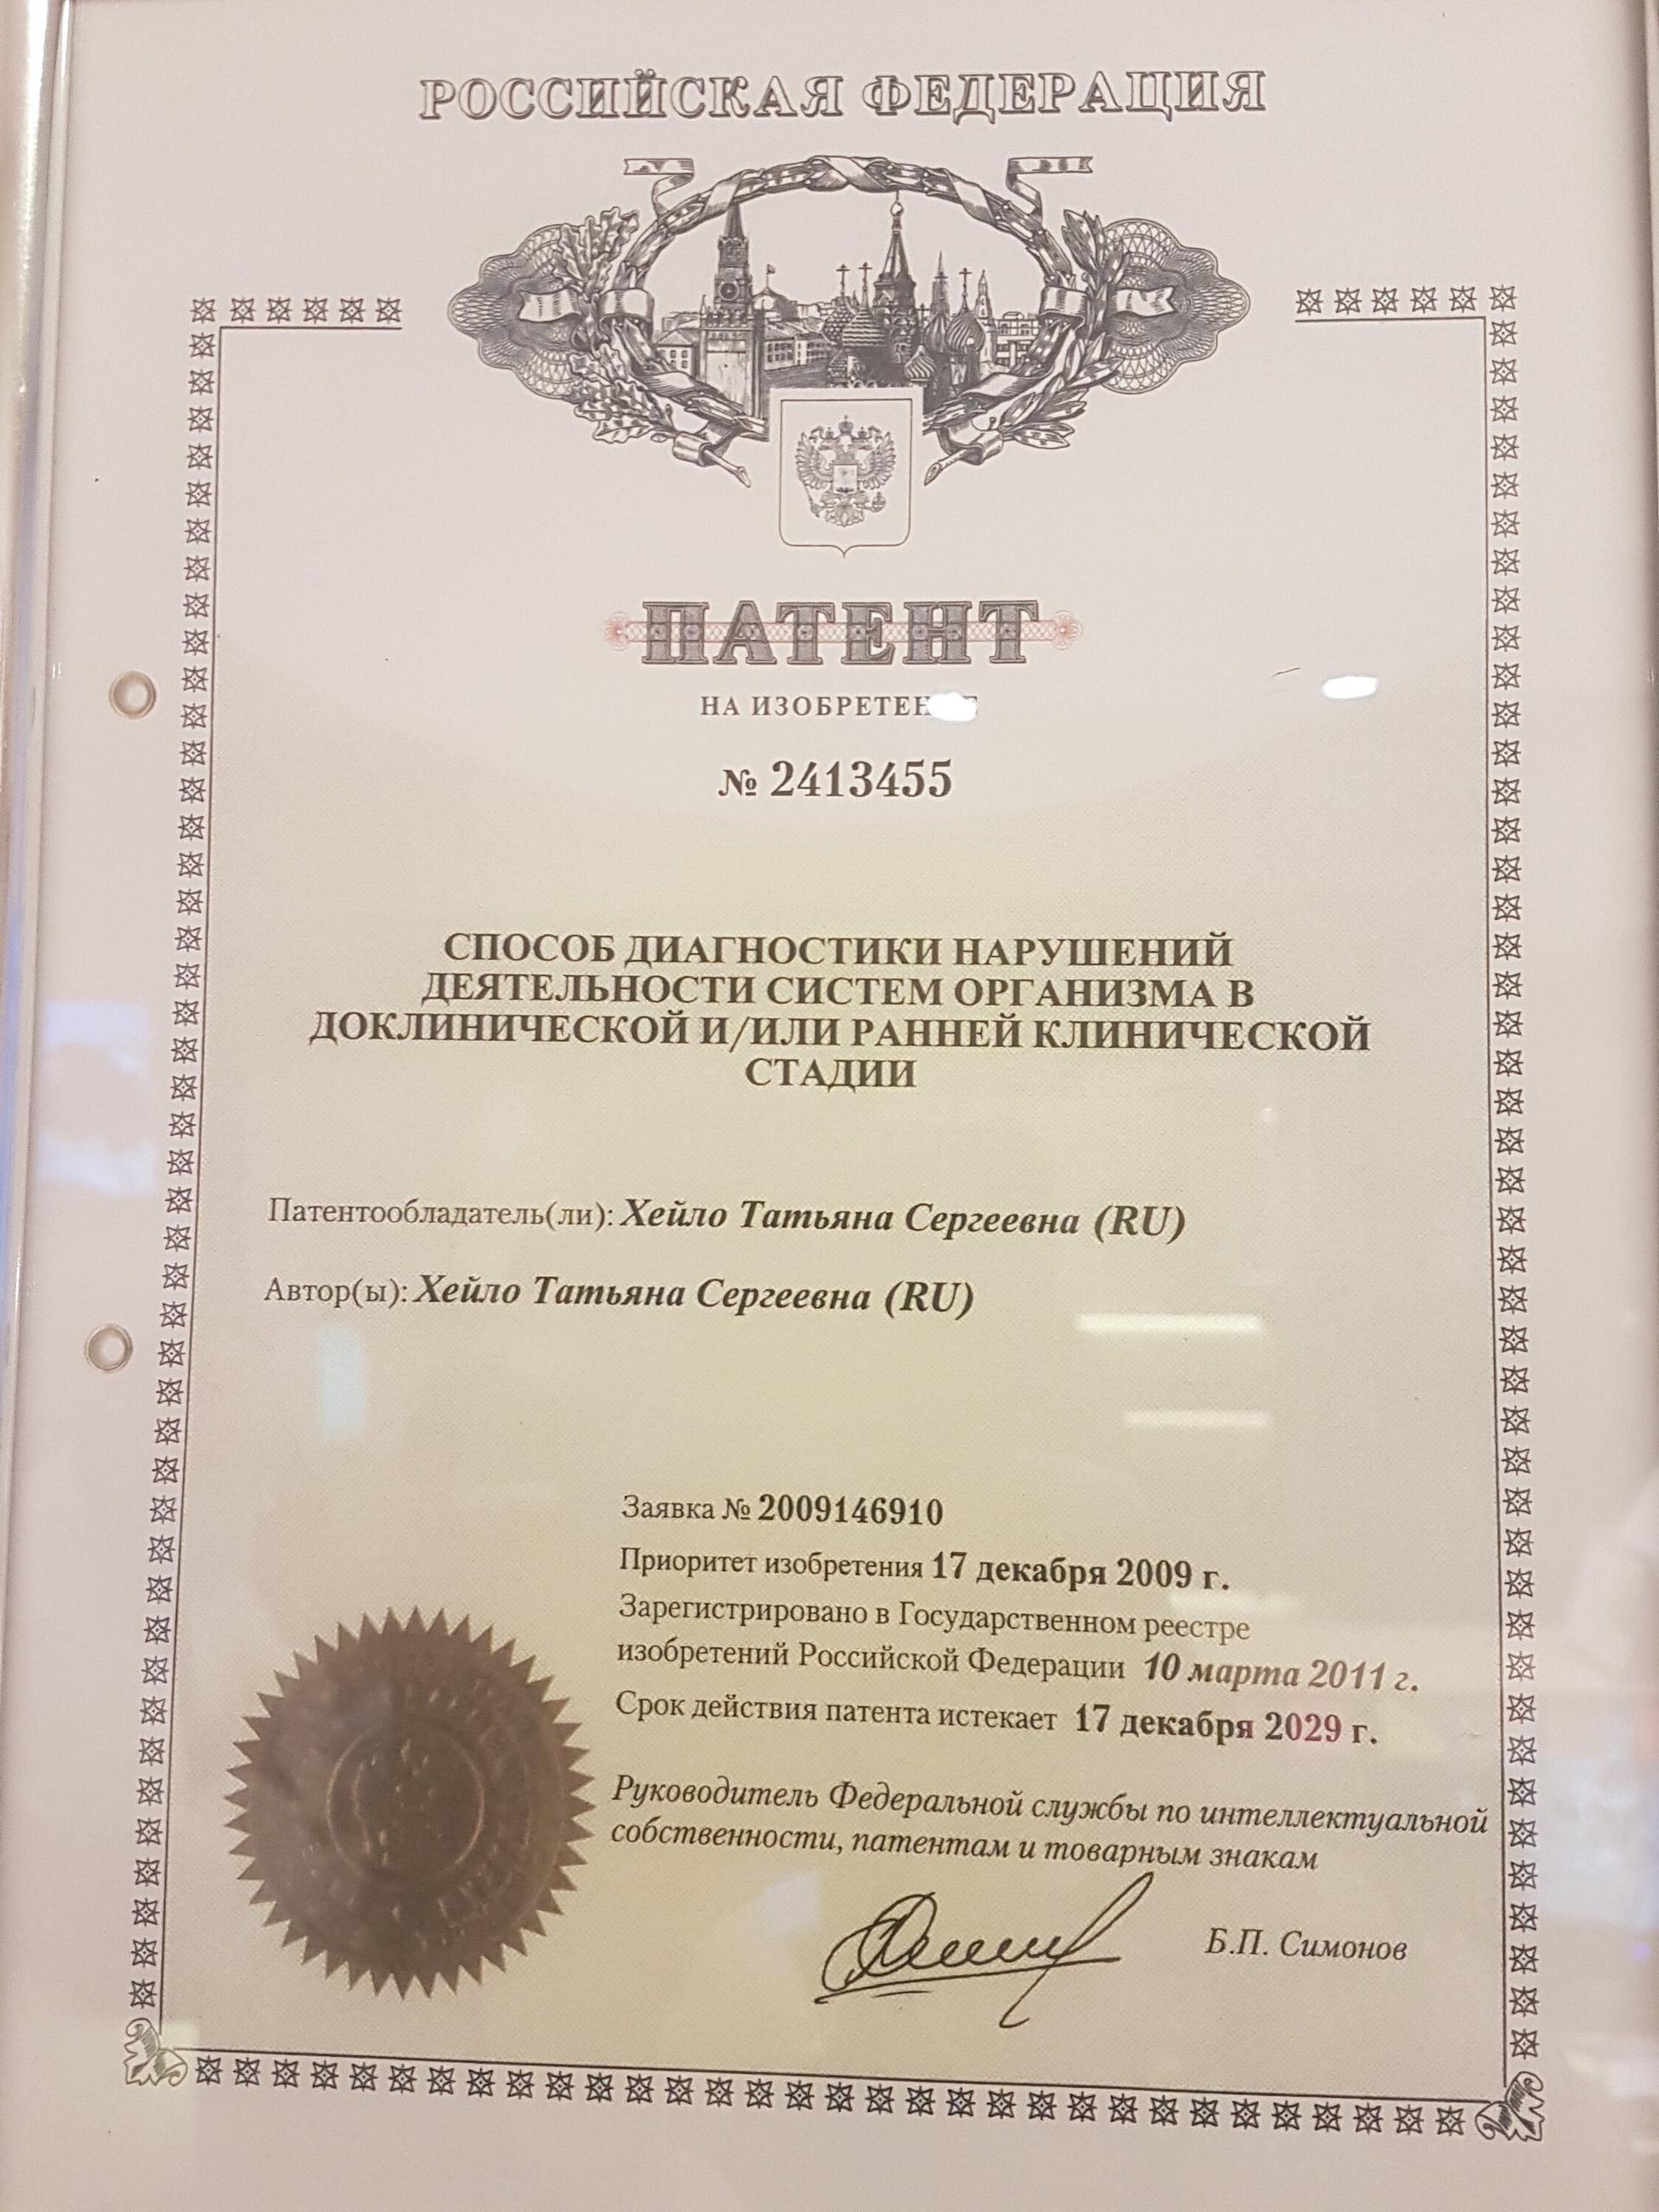 РОССИЙСКАЯ ФЕДЕРАЦИЯ
ПАТЕНТ
НА ИЗОБРЕТЕНИЕ
№ 2413455
СПОСОБ ДИАГНОСТИКИ НАРУШЕНИЙ
ДЕЯТЕЛЬНОСТИ СИСТЕМ ОРГАНИЗМА В
ДОКЛИНИЧЕСКОЙ И/ИЛИ РАННЕЙ КЛИНИЧЕСКОЙ
СТАДИИ
Патентообладатель(ли): Хейло Татьяна Сергеевна (RU)
Автор(ы): Хейло Татьяна Сергеевна (RU)
Заявка № 2009146910
Приоритет изобретения 17 декабря 2009 г.
Зарегистрировано в Государственном реестре
изобретений Российской Федерации 10 марта 2011 г.
Срок действия патента истекает 17 декабря 2029 г.
Руководитель Федеральной службы по интеллектуальной
собственности, патентам и товарным знакам
Б.П. Симонов